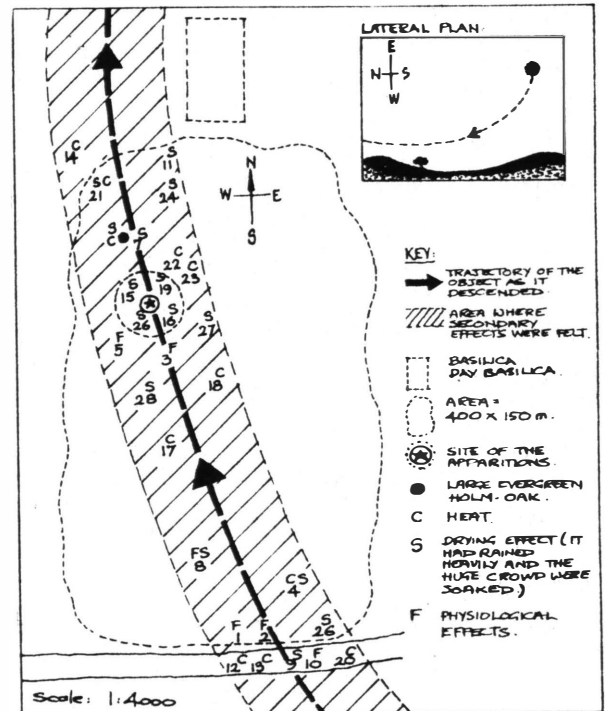 LATERAL PLAN.
E
N S
W
N
W E
S
C
14
S
11
SC
21
S
24
S
C
S
7
C
22
C
23
S
15
S
19
S
26
S
16
S
27
F
5
F
3
S
28
C
18
C
17
FS
8
CS
4
F
1
F
2
S
26
C
12
C
13
S
9
F
10
C
20
Scale: 1:4000
KEY:
TRAJECTORY OF THE
OBJECT AS IT
DESCENDED.
AREA WHERE
SECONDARY
EFFECTS WERE FELT.
BASILICA
DAY BASILICA.
AREA =
400 x 150 m.
SITE OF THE
APPARITIONS.
LARGE EVERGREEN
HOLM-OAK.
C HEAT.
S DRYING EFFECT (IT
HAD RAINED
HEAVILY AND THE
HUGE CROWD WERE
SOAKED.)
F PHYSIOLOGICAL
EFFECTS.